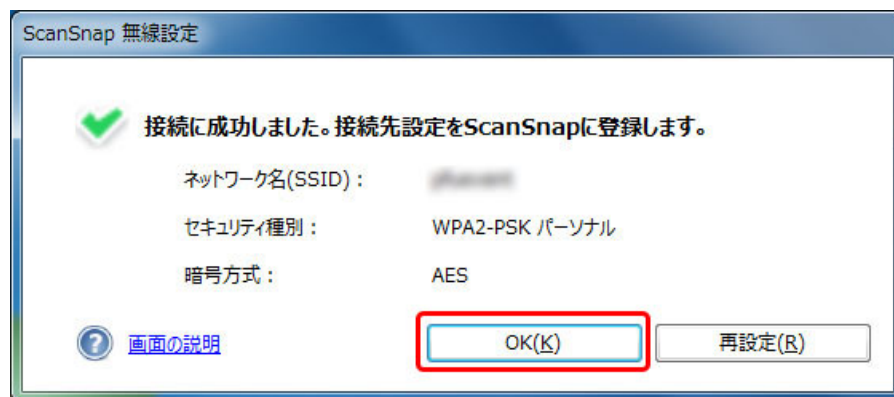 ScanSnap 無線設定
接続に成功しました。接続先設定をScanSnapに登録します。
ネットワーク名(SSID)：
セキュリティ種別： WPA2-PSK パーソナル
暗号方式： AES
画面の説明 OK(K) 再設定(R)